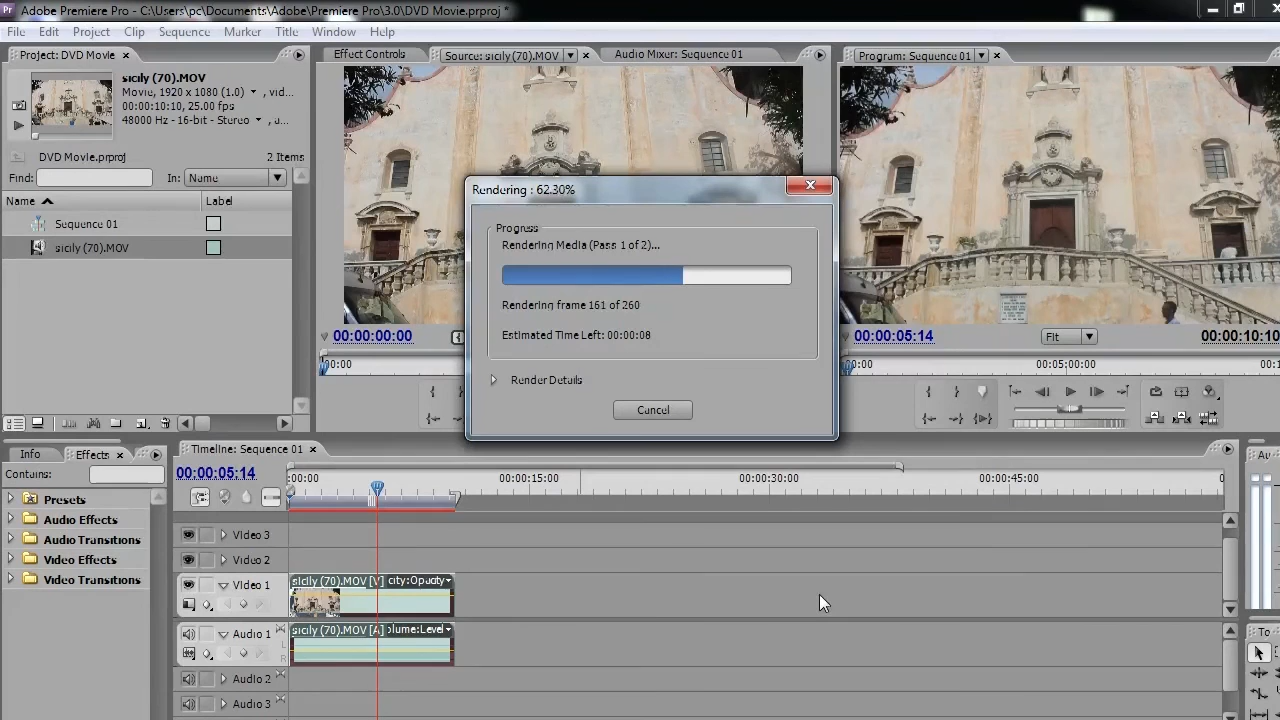 Adobe Premiere Pro - C:\Users\pc\Documents\Adobe\Premiere Pro\3.0\DVD Movie.prproj *
File Edit Project Clip Sequence Marker Title Window Help
Project: DVD Movie
Effect Controls
Source: sicily (70).MOV
Audio Mixer: Sequence 01
Program: Sequence 01
sicily (70).MOV
Movie, 1920 x 1080 (1.0) , vid...
00:00:10:10, 25.00 fps
48000 Hz - 16-bit - Stereo , a...
DVD Movie.prproj 2 Items
Find: In: Name
Name Label
Sequence 01
sicily (70).MOV
Rendering : 62.30%
Progress
Rendering Media (Pass 1 of 2)...
Rendering frame 161 of 260
Estimated Time Left: 00:00:08
Render Details
Cancel
00:00:00:00
00:00:05:14 Fit 00:00:10:10
00:00
00:00 00:05:00:00
Info Effects
Contains:
Presets
Audio Effects
Audio Transitions
Video Effects
Video Transitions
Timeline: Sequence 01
00:00:05:14
:00:00 00:00:15:00 00:00:30:00 00:00:45:00
Video 3
Video 2
Video 1
sicily (70).MOV [V] city:Opacity
Audio 1
sicily (70).MOV [A] olume:Level
L
R
Audio 2
Audio 3
Au
To